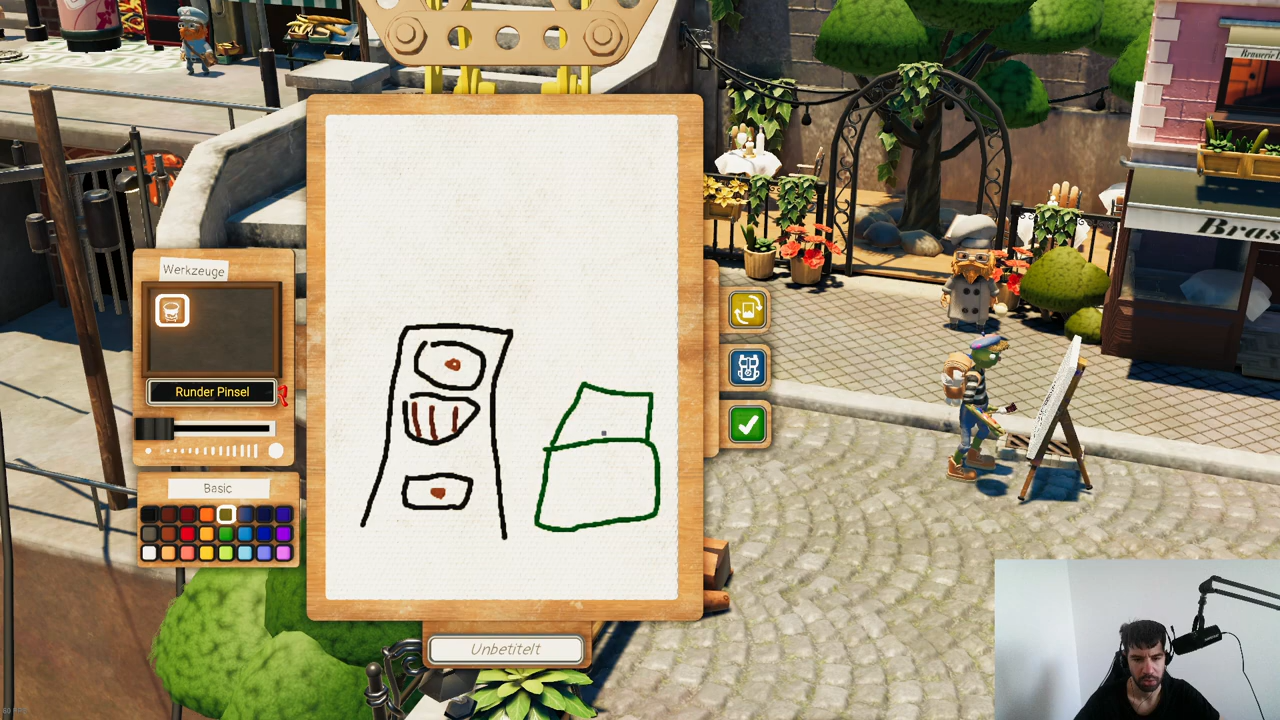 Brasserie
Bras
Werkzeuge
Runder Pinsel
Basic
Unbetitelt